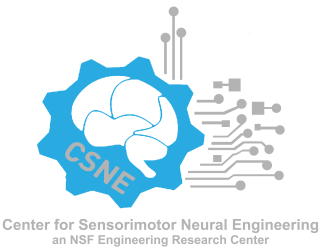 CSNE
Center for Sensorimotor Neural Engineering
an NSF Engineering Research Center